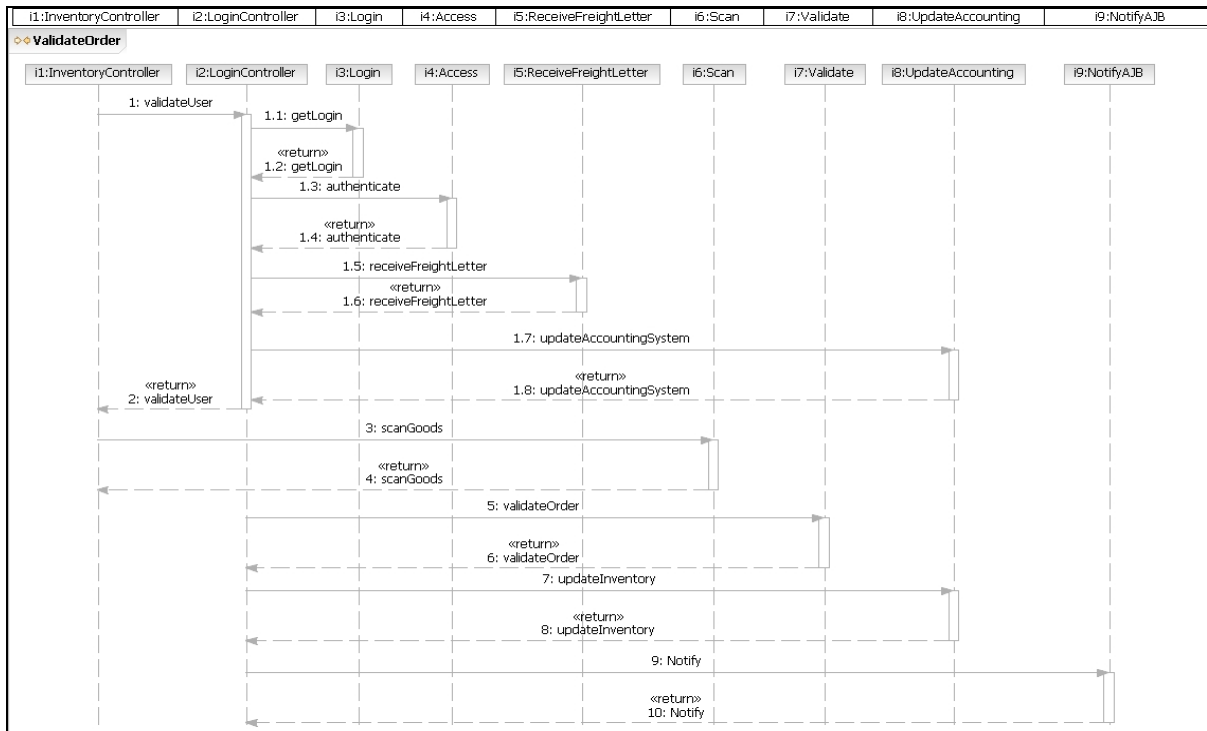 i1:InventoryController i2:LoginController i3:Login i4:Access i5:ReceiveFreightLetter i6:Scan i7:Validate i8:UpdateAccounting i9:NotifyAJB
ValidateOrder
i1:InventoryController i2:LoginController i3:Login i4:Access i5:ReceiveFreightLetter i6:Scan i7:Validate i8:UpdateAccounting i9:NotifyAJB
1: validateUser
1.1: getLogin
«return»
1.2: getLogin
1.3: authenticate
«return»
1.4: authenticate
1.5: receiveFreightLetter
«return»
1.6: receiveFreightLetter
1.7: updateAccountingSystem
«return»
1.8: updateAccountingSystem
«return»
2: validateUser
3: scanGoods
«return»
4: scanGoods
5: validateOrder
«return»
6: validateOrder
7: updateInventory
«return»
8: updateInventory
9: Notify
«return»
10: Notify